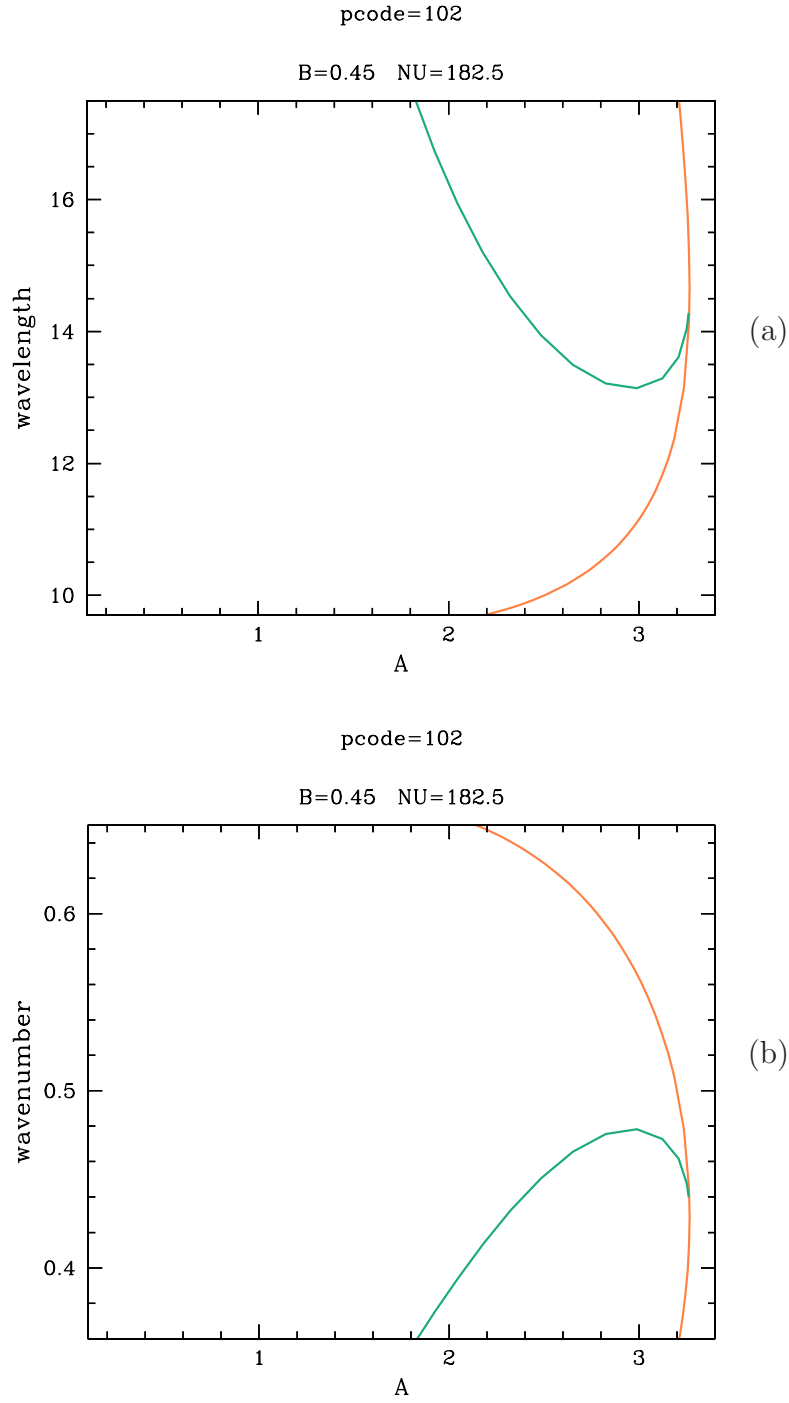 pcode=102
B=0.45 NU=182.5
wavelength
16
14
12
10
1 2 3
A
(a)
pcode=102
B=0.45 NU=182.5
wavenumber
0.6
0.5
0.4
1 2 3
A
(b)